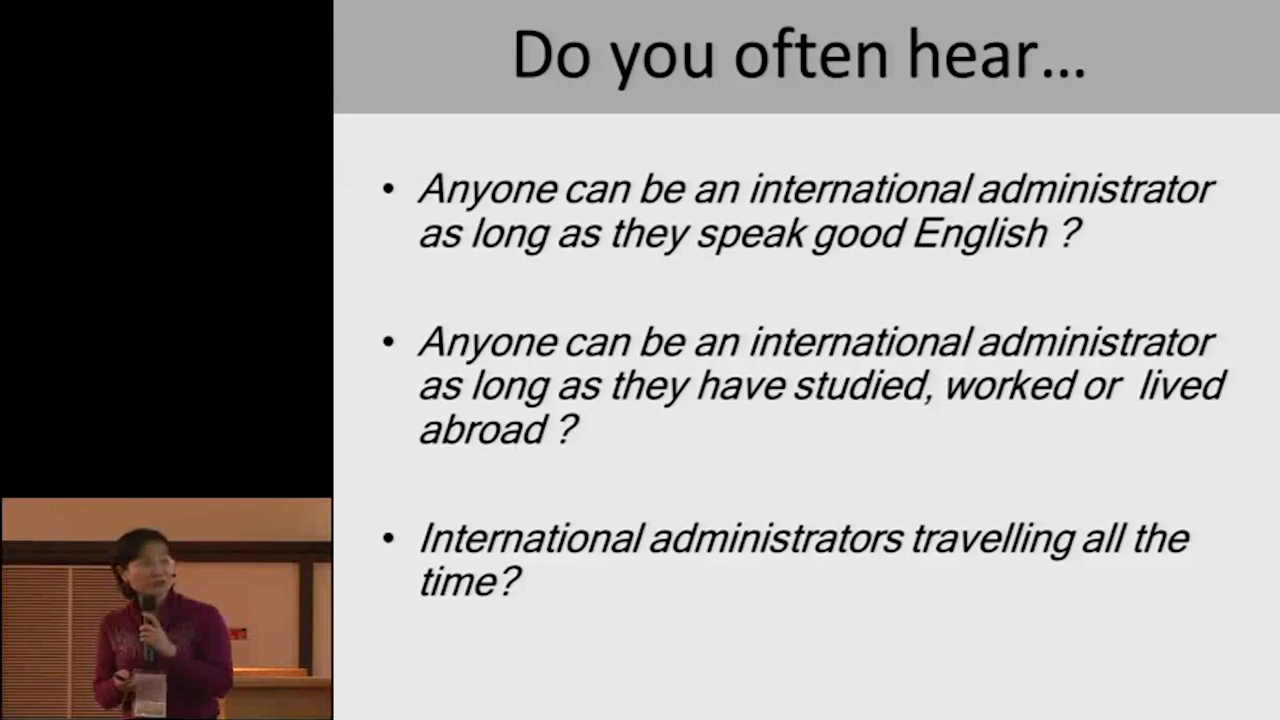 Do you often hear...
• Anyone can be an international administrator
as long as they speak good English ?
• Anyone can be an international administrator
as long as they have studied, worked or lived
abroad ?
• International administrators travelling all the
time?